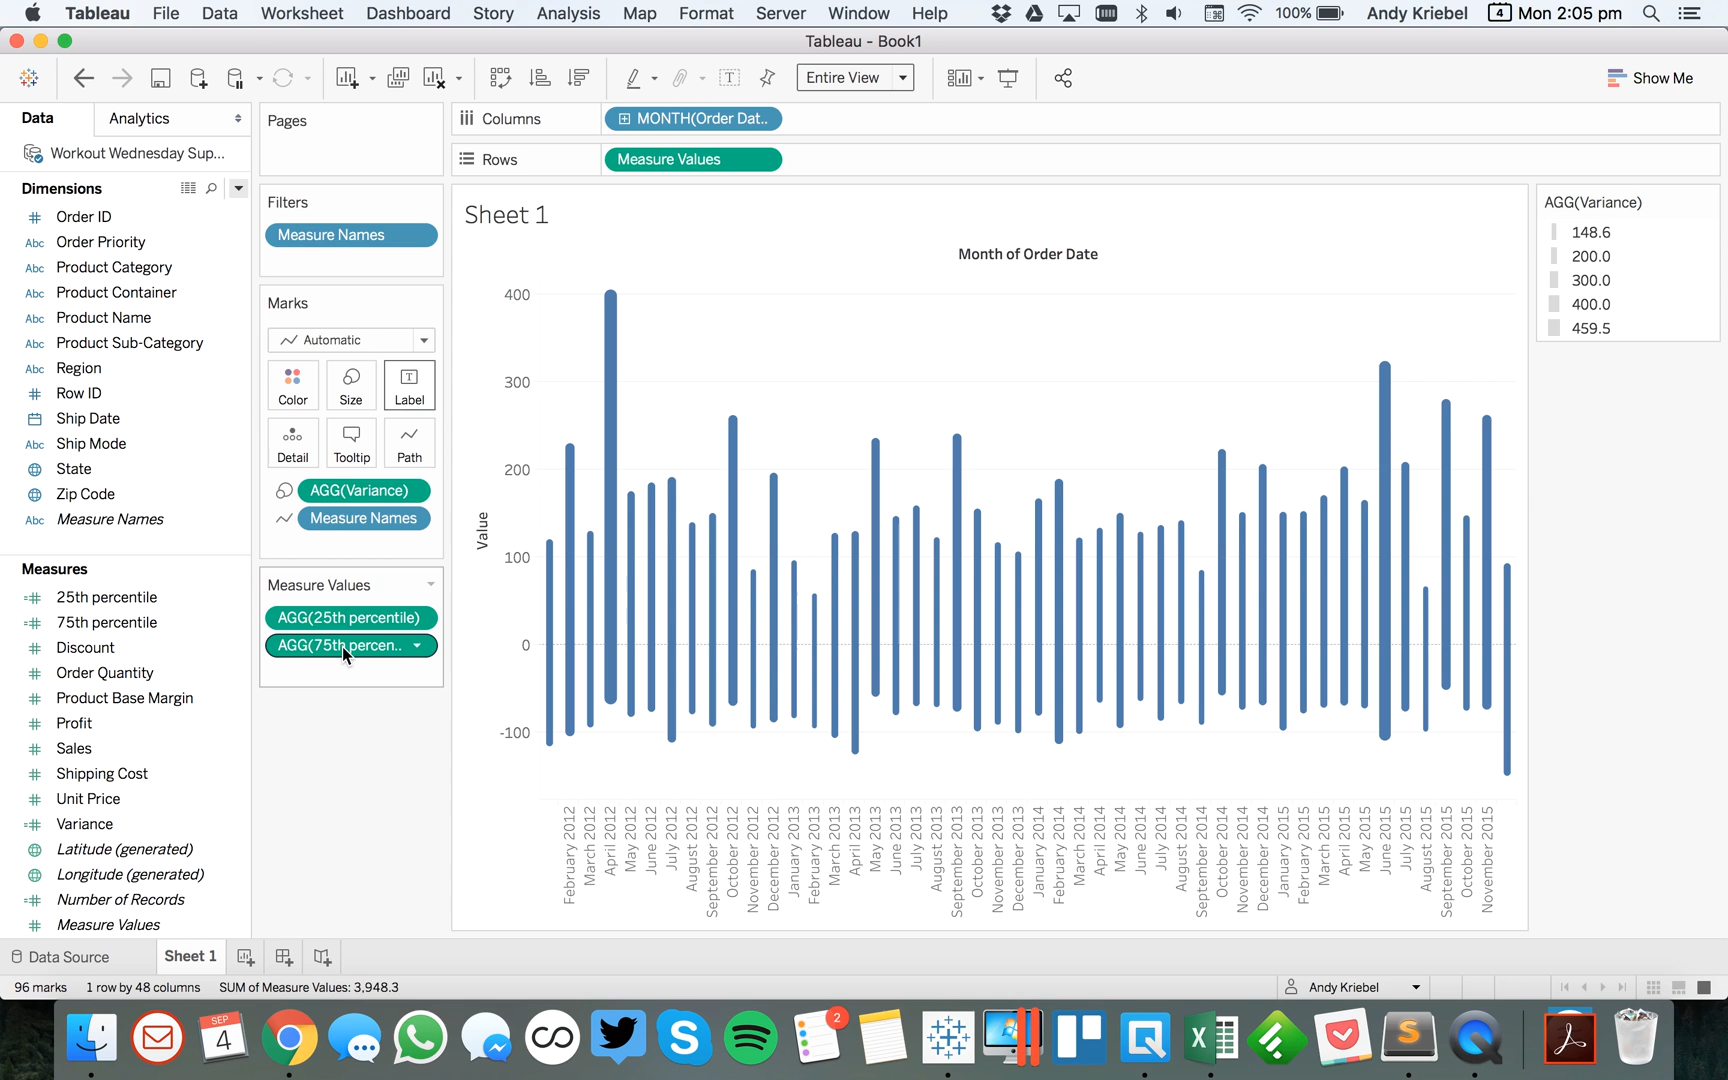 Tableau File Data Worksheet Dashboard Story Analysis Map Format Server Window Help 100% Andy Kriebel 4 Mon 2:05 pm
Tableau - Book1
Entire View Show Me
Data Analytics
Workout Wednesday Sup...
Dimensions
# Order ID
Abc Order Priority
Abc Product Category
Abc Product Container
Abc Product Name
Abc Product Sub-Category
Abc Region
# Row ID
Ship Date
Abc Ship Mode
State
Zip Code
Abc Measure Names
Measures
=# 25th percentile
=# 75th percentile
# Discount
# Order Quantity
# Product Base Margin
# Profit
# Sales
# Shipping Cost
# Unit Price
=# Variance
Latitude (generated)
Longitude (generated)
=# Number of Records
# Measure Values
Pages
Filters
Measure Names
Marks
Automatic
Color Size Label
Detail Tooltip Path
AGG(Variance)
Measure Names
Measure Values
AGG(25th percentile)
AGG(75th percen..
Columns MONTH(Order Dat..
Rows Measure Values
Sheet 1
Month of Order Date
400
300
200
100
0
-100
Value
February 2012
March 2012
April 2012
May 2012
June 2012
July 2012
August 2012
September 2012
October 2012
November 2012
December 2012
January 2013
February 2013
March 2013
April 2013
May 2013
June 2013
July 2013
August 2013
September 2013
October 2013
November 2013
December 2013
January 2014
February 2014
March 2014
April 2014
May 2014
June 2014
July 2014
August 2014
September 2014
October 2014
November 2014
December 2014
January 2015
February 2015
March 2015
April 2015
May 2015
June 2015
July 2015
August 2015
September 2015
October 2015
November 2015
AGG(Variance)
148.6
200.0
300.0
400.0
459.5
Data Source Sheet 1
96 marks 1 row by 48 columns SUM of Measure Values: 3,948.3 Andy Kriebel
SEP
4
2